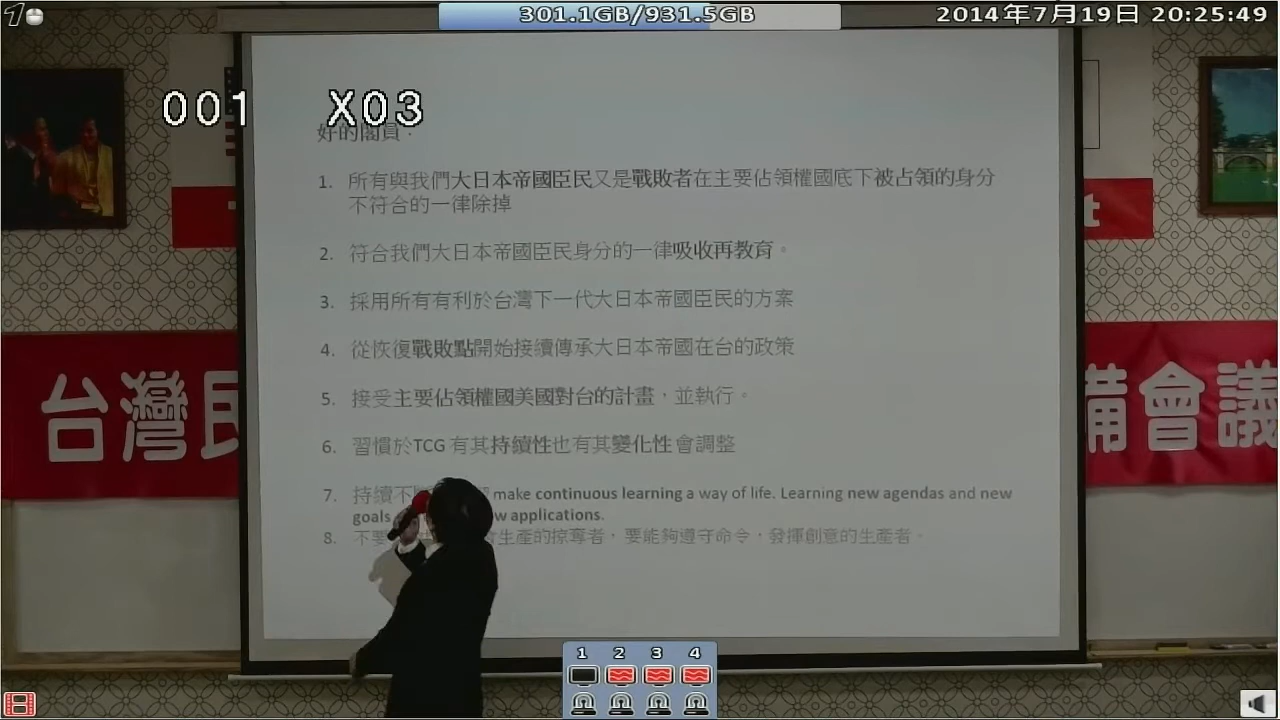 301.1GB/931.5GB
2014年7月19日 20:25:49
001 X03
好的閣員：
1. 所有與我們大日本帝國臣民又是戰敗者在主要佔領權國底下被占領的身分
不符合的一律除掉
2. 符合我們大日本帝國臣民身分的一律吸收再教育。
3. 採用所有有利於台灣下一代大日本帝國臣民的方案
4. 從恢復戰敗點開始接續傳承大日本帝國在台的政策
5. 接受主要佔領權國美國對台的計畫，並執行。
6. 習慣於TCG 有其持續性也有其變化性會調整
7. 持續不 make continuous learning a way of life. Learning new agendas and new
goals w applications.
8. 不要 生產的掠奪者， 要能夠遵守命令，發揮創意的生產者。
t
台灣民
備會議
1 2 3 4